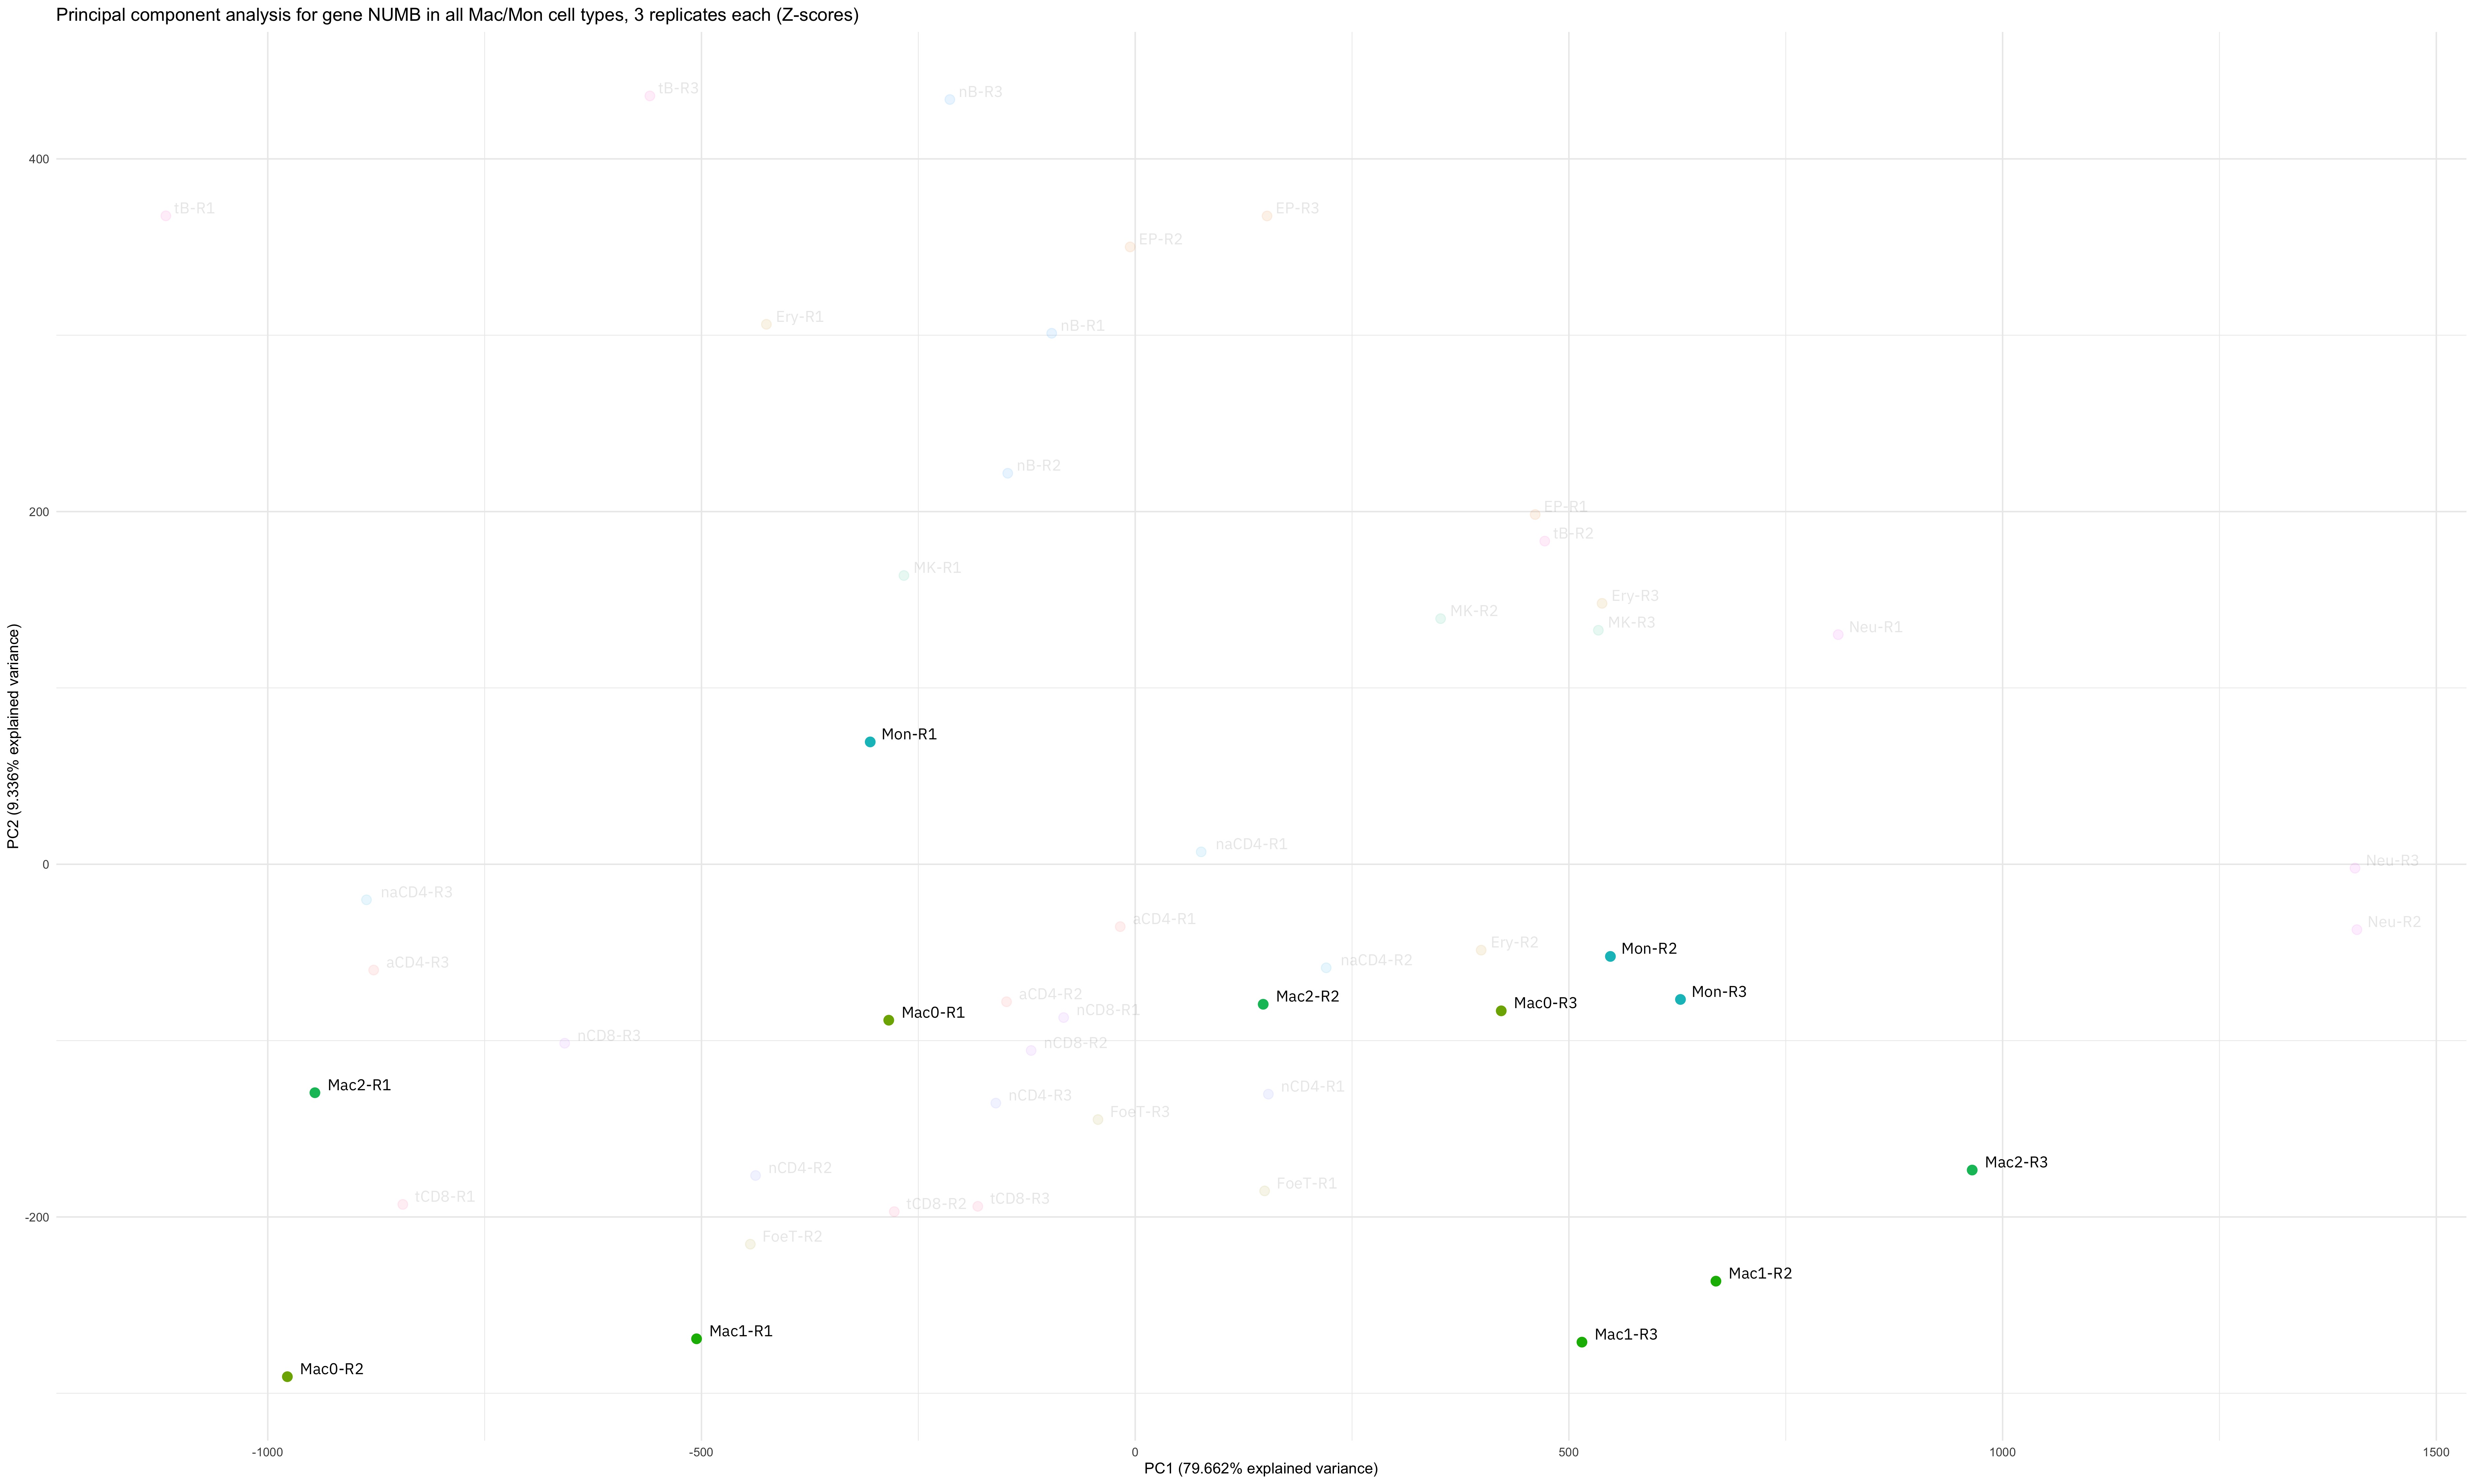 Principal component analysis for gene NUMB in all Mac/Mon cell types, 3 replicates each (Z-scores)
tB-R3
nB-R3
400
tB-R1
EP-R3
EP-R2
Ery-R1
nB-R1
nB-R2
200
EP-R1
tB-R2
MK-R1
Ery-R3
MK-R2
MK-R3
Neu-R1
PC2 (9.336% explained variance)
Mon-R1
0
naCD4-R1
Neu-R3
naCD4-R3
aCD4-R1
Neu-R2
Ery-R2
Mon-R2
aCD4-R3
naCD4-R2
aCD4-R2
Mac2-R2
Mon-R3
Mac0-R1
nCD8-R1
Mac0-R3
nCD8-R3
nCD8-R2
Mac2-R1
nCD4-R3
nCD4-R1
FoeT-R3
nCD4-R2
Mac2-R3
FoeT-R1
-200
tCD8-R1
tCD8-R2
tCD8-R3
FoeT-R2
Mac1-R2
Mac1-R1
Mac1-R3
Mac0-R2
-1000
-500
0
500
1000
1500
PC1 (79.662% explained variance)